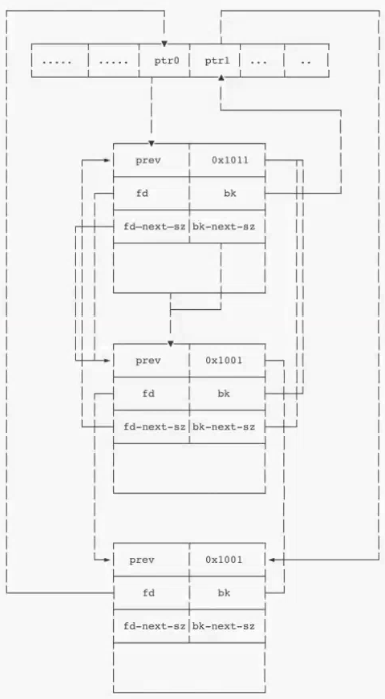 ..... ..... ptr0 ptr1 ... ..
prev 0x1011
fd bk
fd-next-sz bk-next-sz
prev 0x1001
fd bk
fd-next-sz bk-next-sz
prev 0x1001
fd bk
fd-next-sz bk-next-sz